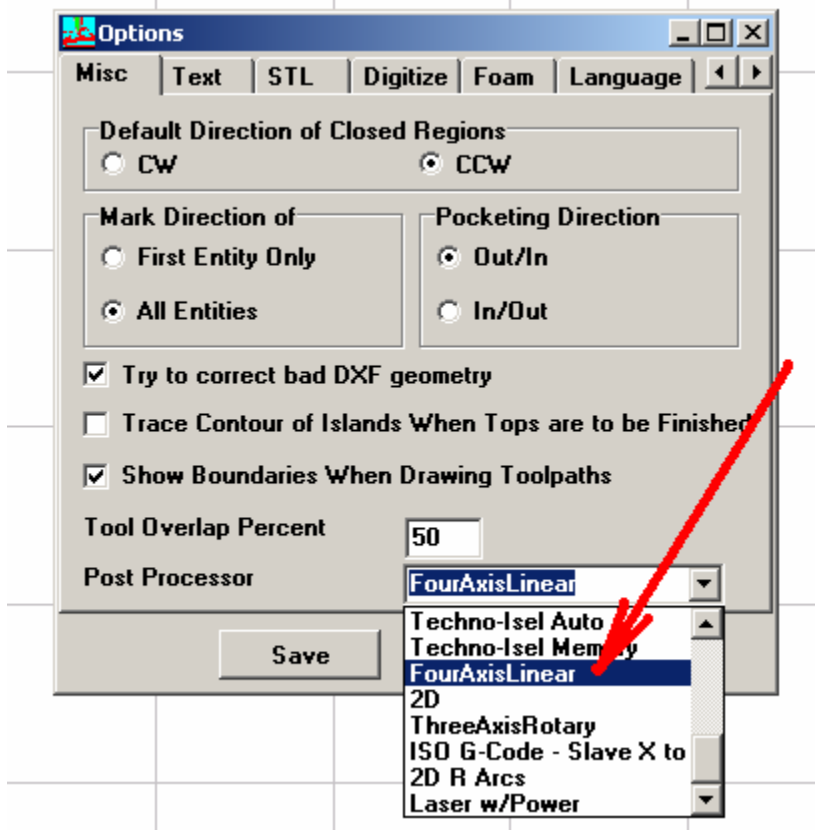 Options
Misc Text STL Digitize Foam Language
Default Direction of Closed Regions
CW CCW
Mark Direction of Pocketing Direction
First Entity Only Out/In
All Entities In/Out
Try to correct bad DXF geometry
Trace Contour of Islands When Tops are to be Finished
Show Boundaries When Drawing Toolpaths
Tool Overlap Percent 50
Post Processor FourAxisLinear
Techno-Isel Auto
Techno-Isel Memory
Save FourAxisLinear
2D
ThreeAxisRotary
ISO G-Code - Slave X to
2D R Arcs
Laser w/Power